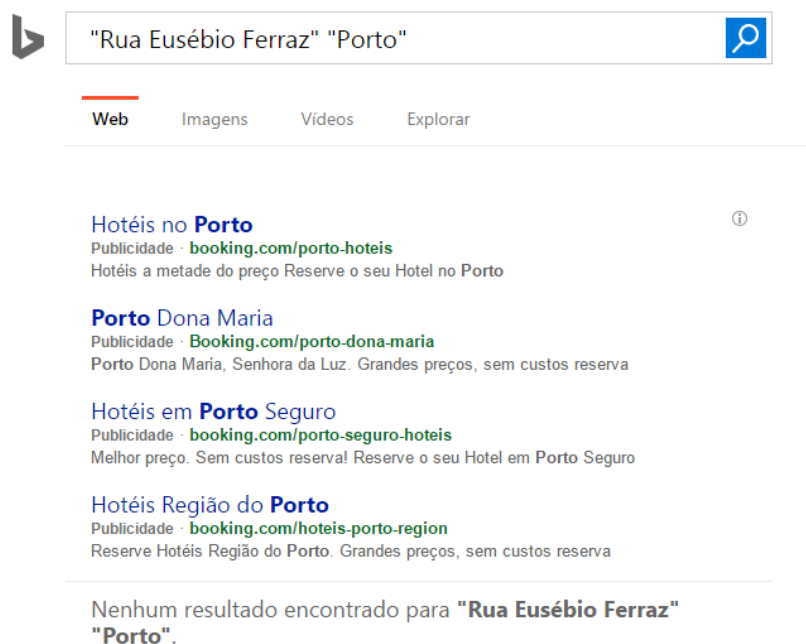 "Rua Eusébio Ferraz" "Porto"
Web Imagens Vídeos Explorar
Hotéis no Porto
Publicidade · booking.com/porto-hoteis
Hotéis a metade do preço Reserve o seu Hotel no Porto
Porto Dona Maria
Publicidade · Booking.com/porto-dona-maria
Porto Dona Maria, Senhora da Luz. Grandes preços, sem custos reserva
Hotéis em Porto Seguro
Publicidade · booking.com/porto-seguro-hoteis
Melhor preço. Sem custos reserva! Reserve o seu Hotel em Porto Seguro
Hotéis Região do Porto
Publicidade · booking.com/hoteis-porto-region
Reserve Hotéis Região do Porto. Grandes preços, sem custos reserva
Nenhum resultado encontrado para "Rua Eusébio Ferraz"
"Porto".